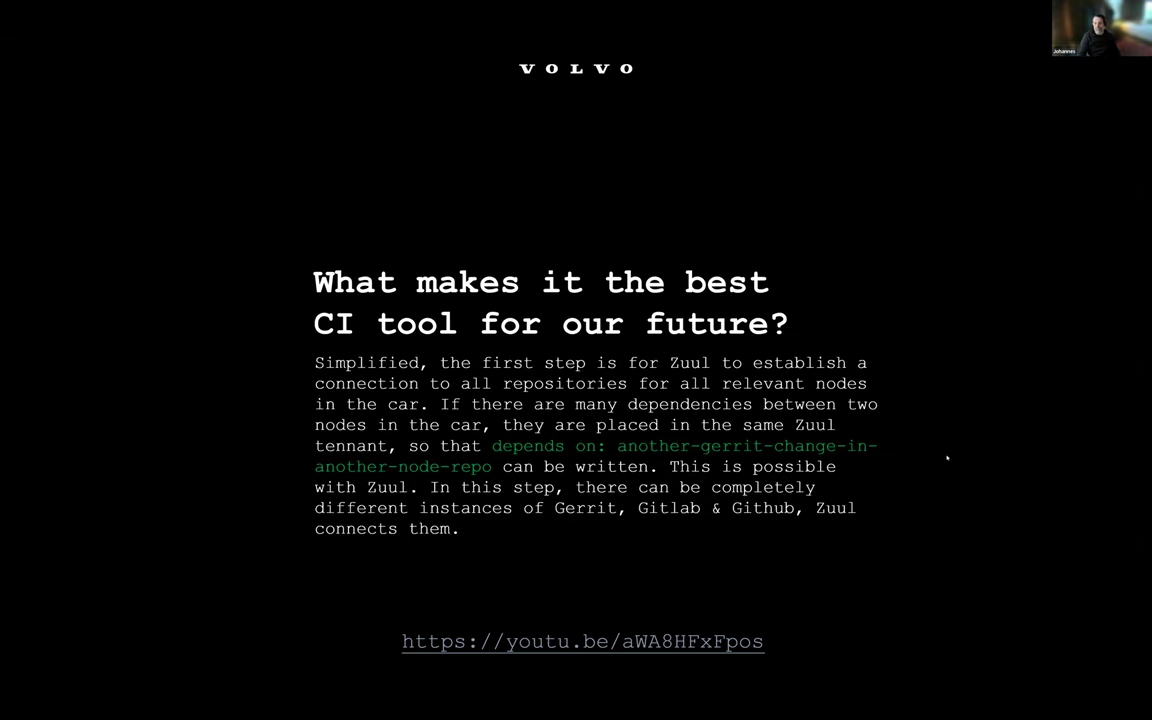 Johannes
VOLVO
What makes it the best
CI tool for our future?
Simplified, the first step is for Zuul to establish a
connection to all repositories for all relevant nodes
in the car. If there are many dependencies between two
nodes in the car, they are placed in the same Zuul
tennant, so that depends on: another-gerrit-change-in-
another-node-repo can be written. This is possible
with Zuul. In this step, there can be completely
different instances of Gerrit, Gitlab & Github, Zuul
connects them.
https://youtu.be/aWA8HFxFpos